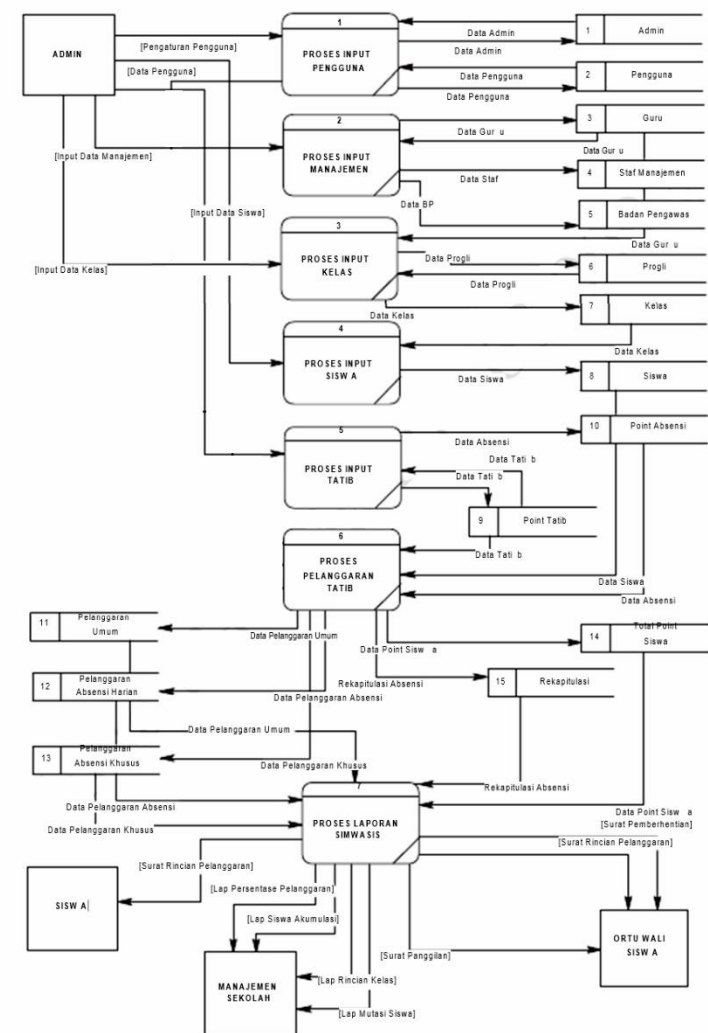 1
[Pengaturan Pengguna]
Data Admin
1 Admin
ADMIN
PROSES INPUT
PENGGUNA
Data Admin
[Data Pengguna]
Data Pengguna
2 Pengguna
Data Pengguna
2
3 Guru
Data Gur u
Data Gur u
[Input Data Manajemen]
PROSES INPUT
MANAJEMEN
Data Staf
4 Staf Manajemen
Data BP
[Input Data Siswa]
5 Badan Pengawas
3
Data Gur u
PROSES INPUT
KELAS
Data Progli
6 Progli
[Input Data Kelas]
Data Progli
7 Kelas
Data Kelas
4
Data Kelas
PROSES INPUT
SISW A
Data Siswa
8 Siswa
5
10 Point Absensi
Data Absensi
PROSES INPUT
TATIB
Data Tati b
Data Tati b
9 Point Tatib
6
PROSES
PELANGGARAN
TATIB
Data Tati b
Data Siswa
Data Absensi
11 Pelanggaran
Umum
Data Pelanggaran Umum
14 Total Point
Siswa
Data Point Sisw a
12 Pelanggaran
Absensi Harian
Rekapitulasi Absensi
15 Rekapitulasi
Data Pelanggaran Absensi
Data Pelanggaran Umum
13 Pelanggaran
Absensi Khusus
Data Pelanggaran Khusus
7
Rekapitulasi Absensi
Data Pelanggaran Absensi
PROSES LAPORAN
SIMWASIS
Data Point Sisw a
[Surat Pemberhentian]
Data Pelanggaran Khusus
[Surat Rincian Pelanggaran]
[Surat Rincian Pelanggaran]
SISW A
[Lap Persentase Pelanggaran]
[Lap Siswa Akumulasi]
ORTU WALI
SISW A
[Surat Panggilan]
MANAJEMEN
SEKOLAH
[Lap Rincian Kelas]
[Lap Mutasi Siswa]